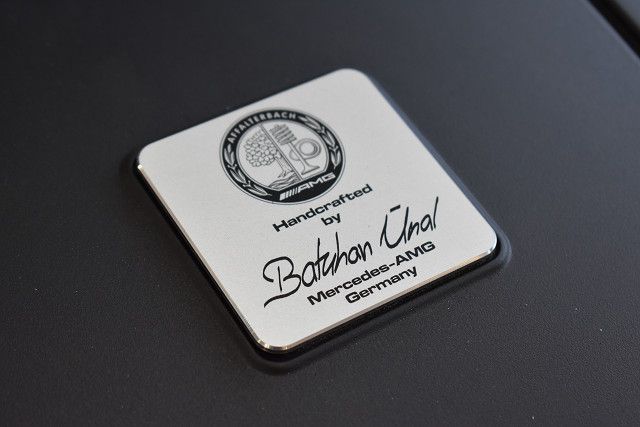 AFFALTERBACH
AMG
Handcrafted
by
Batuhan Ünal
Mercedes-AMG
Germany